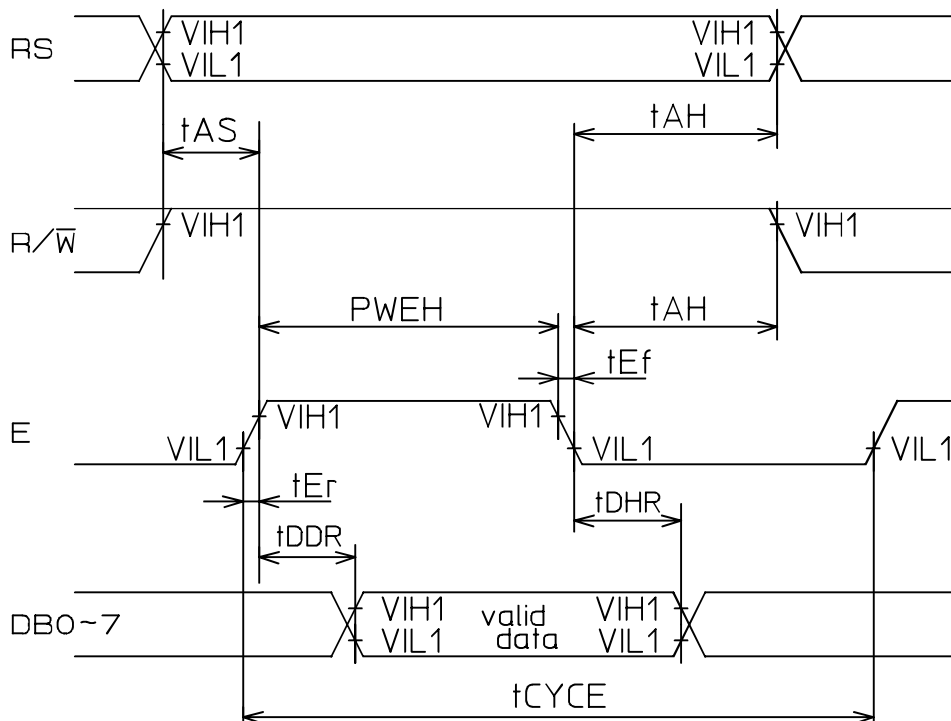 RS
VIH1
VIL1
VIH1
VIL1
tAS
tAH
R/W̅
VIH1
VIH1
PWEH
tAH
tEf
E
VIH1
VIH1
VIL1
VIL1
VIL1
tEr
tDHR
tDDR
DB0~7
VIH1
VIL1
valid
data
VIH1
VIL1
tCYCE